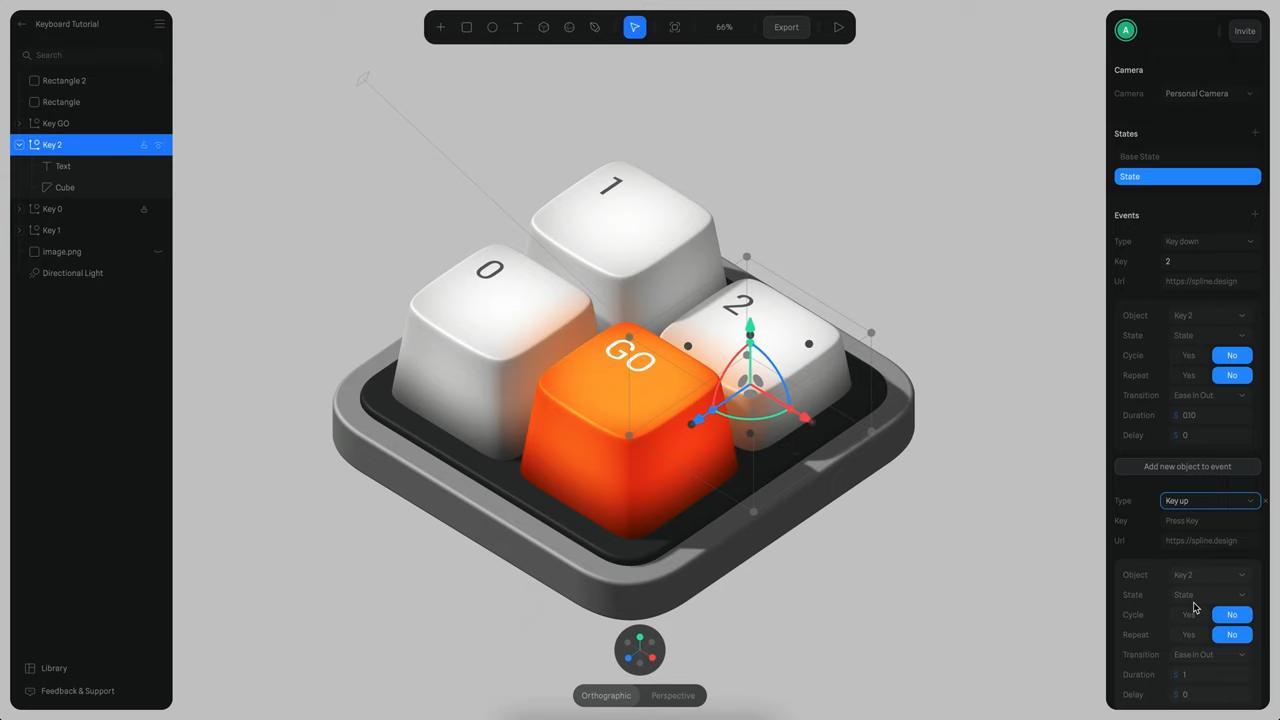 Keyboard Tutorial
Search
Rectangle 2
Rectangle
Key GO
Key 2
Text
Cube
Key 0
Key 1
image.png
Directional Light
Library
Feedback & Support
T
66%
Export
1
0
2
GO
Orthographic
Perspective
A
Invite
Camera
Camera Personal Camera
States
Base State
State
Events
Type Key down
Key 2
Url https://spline.design
Object Key 2
State State
Cycle Yes No
Repeat Yes No
Transition Ease In Out
Duration S 0.10
Delay S 0
Add new object to event
Type Key up
Key Press Key
Url https://spline.design
Object Key 2
State State
Cycle Yes No
Repeat Yes No
Transition Ease In Out
Duration S 1
Delay S 0